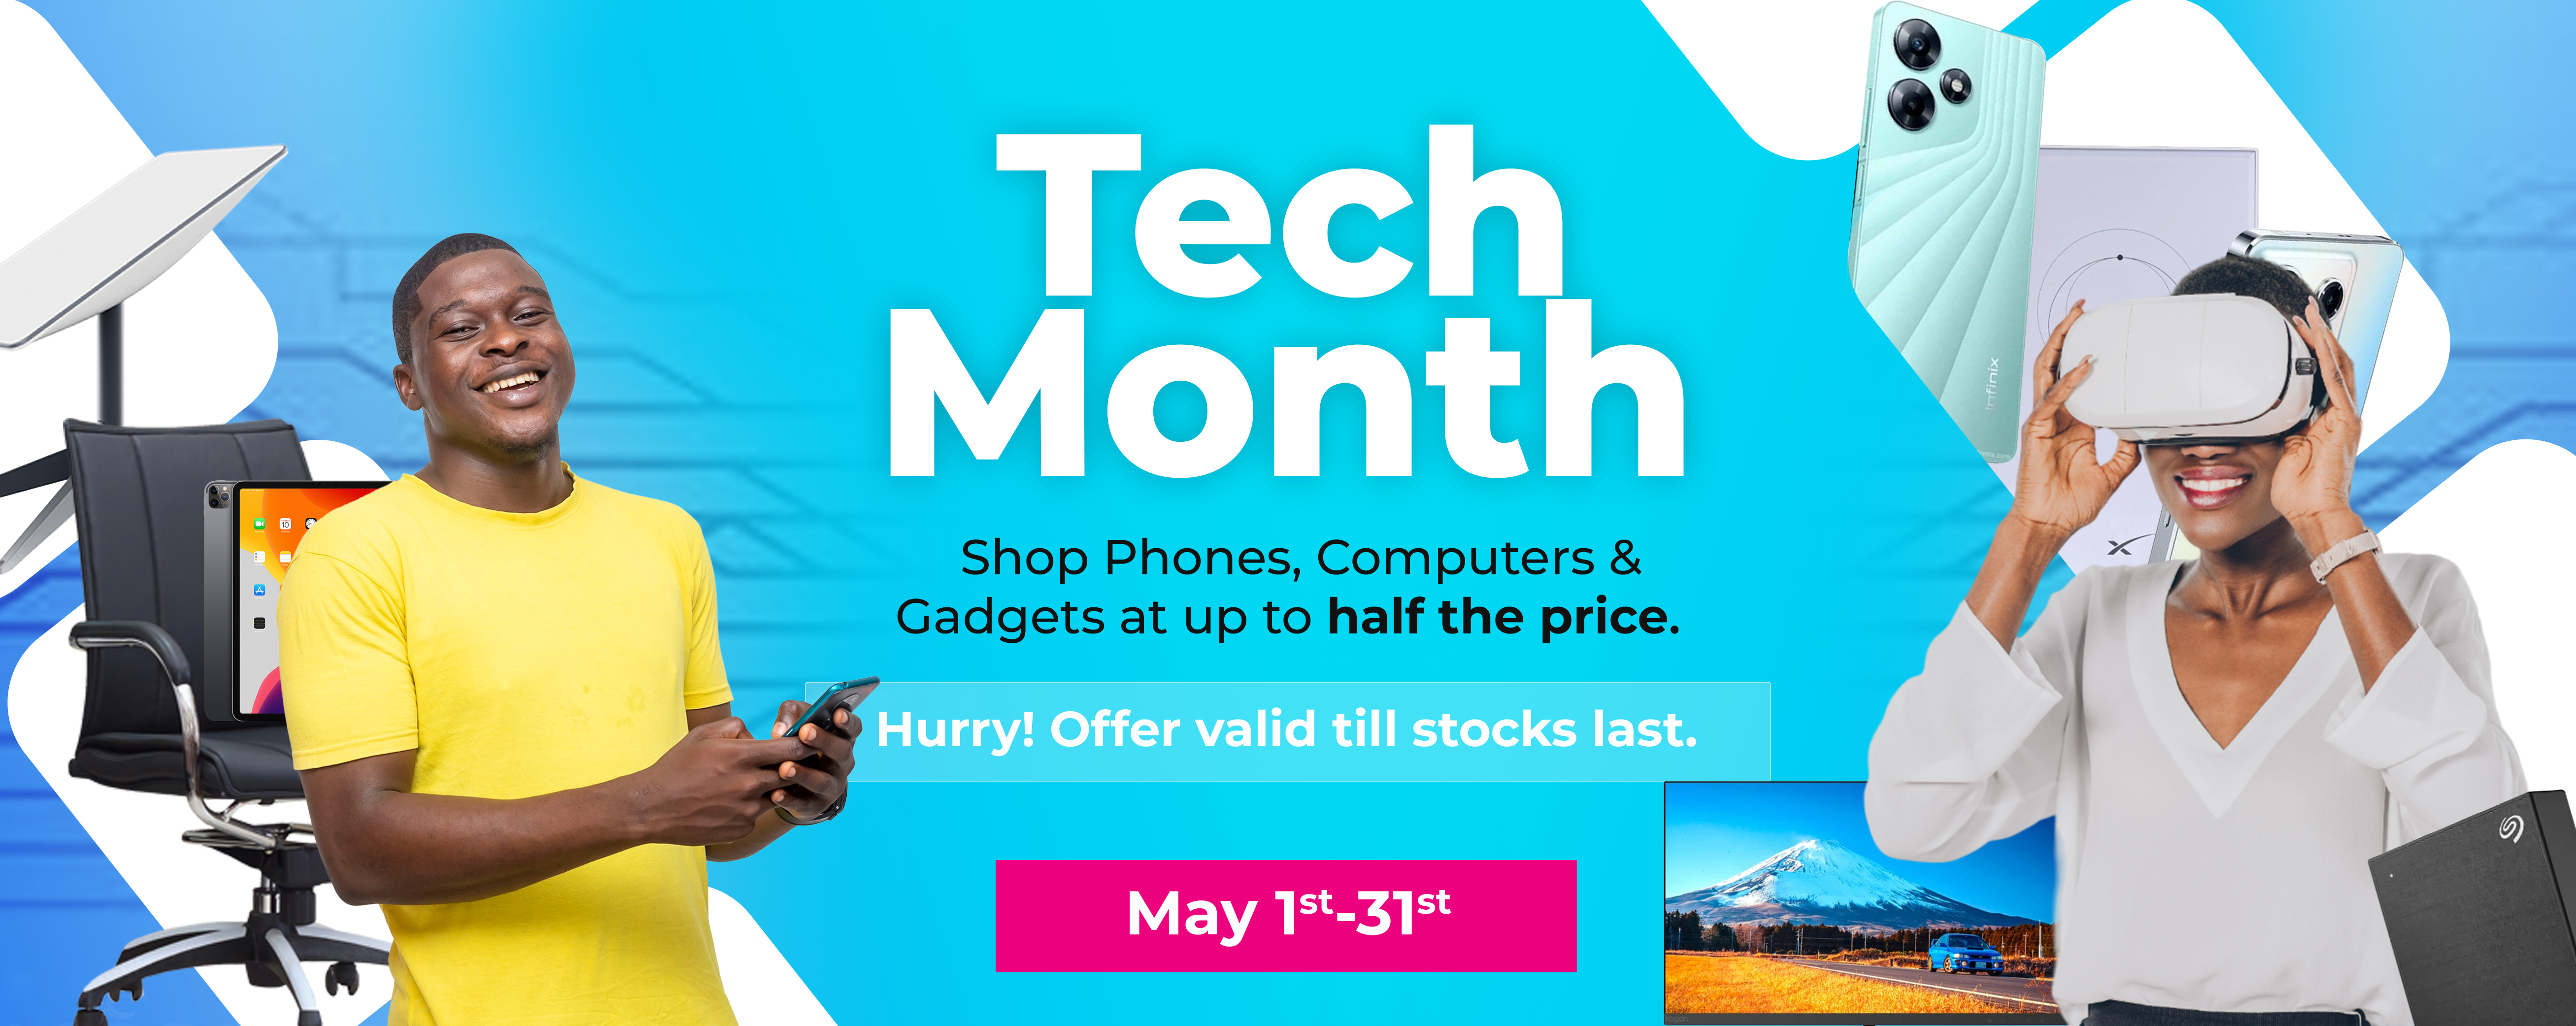 Tech
Month
Shop Phones, Computers &
Gadgets at up to half the price.
Hurry! Offer valid till stocks last.
May 1st-31st
Infinix
10